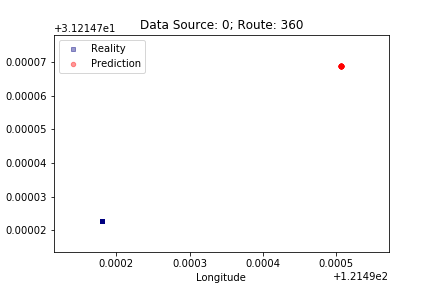 Data Source: 0; Route: 360
+3.12147e1
Reality
Prediction
0.00007
0.00006
0.00005
0.00004
0.00003
0.00002
0.0002
0.0003
0.0004
0.0005
Longitude
+1.2149e2